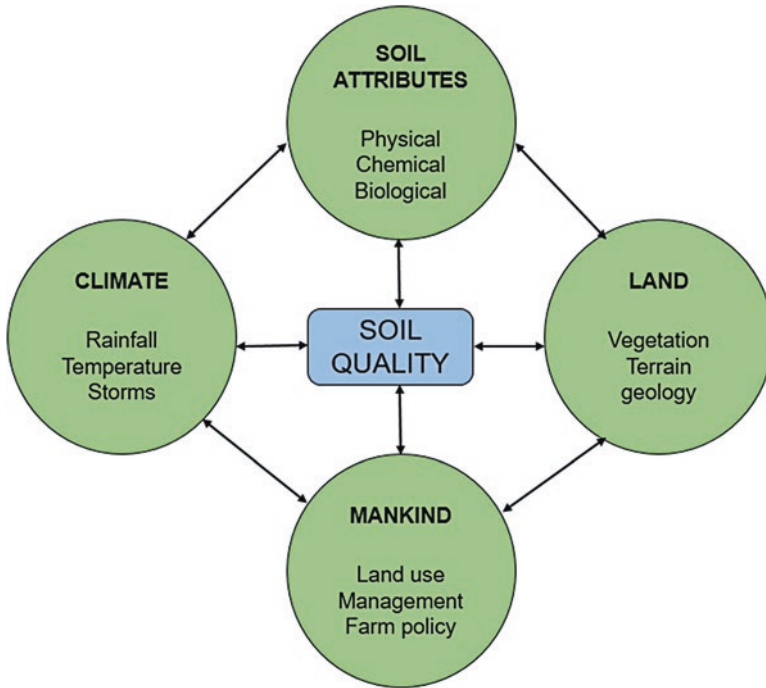 SOIL
ATTRIBUTES
Physical
Chemical
Biological
CLIMATE
Rainfall
Temperature
Storms
SOIL
QUALITY
LAND
Vegetation
Terrain
geology
MANKIND
Land use
Management
Farm policy